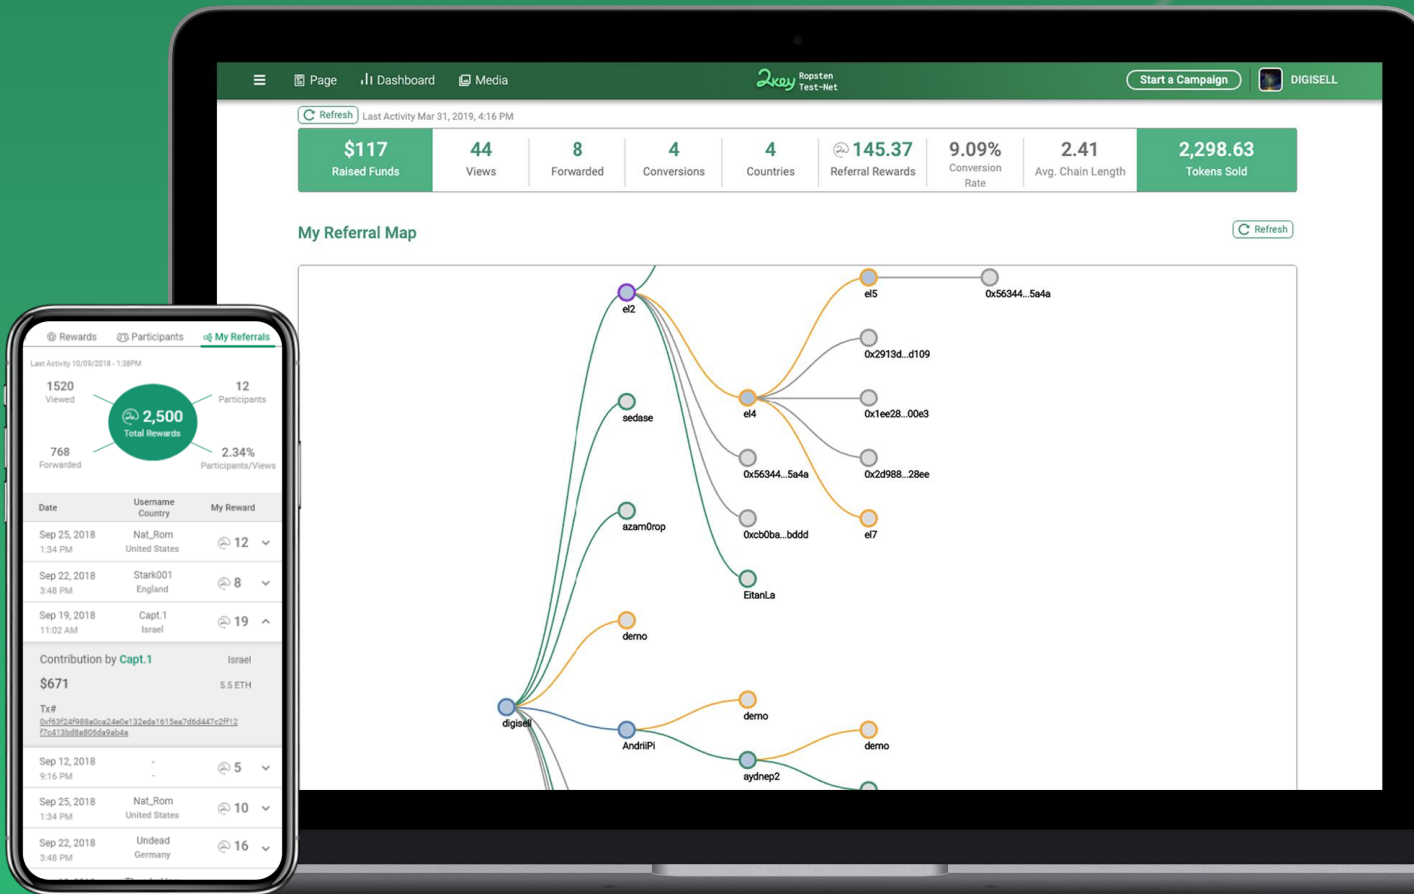 Page
Dashboard
Media
2key
Ropsten
Test-Net
Start a Campaign
DIGISELL
Refresh
Last Activity Mar 31, 2019, 4:16 PM
$117
Raised Funds
44
Views
8
Forwarded
4
Conversions
4
Countries
145.37
Referral Rewards
9.09%
Conversion
Rate
2.41
Avg. Chain Length
2,298.63
Tokens Sold
My Referral Map
Refresh
el2
el5
0x56344...5a4a
0x2913d...d109
sedase
el4
0x1ee28...00e3
0x56344...5a4a
0x2d988...28ee
azam0rop
0xcb0ba...bddd
el7
EitanLa
demo
digisell
demo
AndriiPi
demo
aydnep2
Rewards
Participants
My Referrals
Last Activity 10/09/2018 - 1:38PM
1520
Viewed
12
Participants
2,500
Total Rewards
768
Forwarded
2.34%
Participants/Views
Date
Username
Country
My Reward
Sep 25, 2018
1:34 PM
Nat_Rom
United States
12
Sep 22, 2018
3:48 PM
Stark001
England
8
Sep 19, 2018
11:02 AM
Capt.1
Israel
19
Contribution by Capt.1
Israel
$671
5.5 ETH
Tx#
0xf63f24f988a0ca24e0e132eda1615ea7d6d447c2ff12
f7c413bd8a806da9ab4a
Sep 12, 2018
9:16 PM
-
-
5
Sep 25, 2018
1:34 PM
Nat_Rom
United States
10
Sep 22, 2018
3:48 PM
Undead
Germany
16